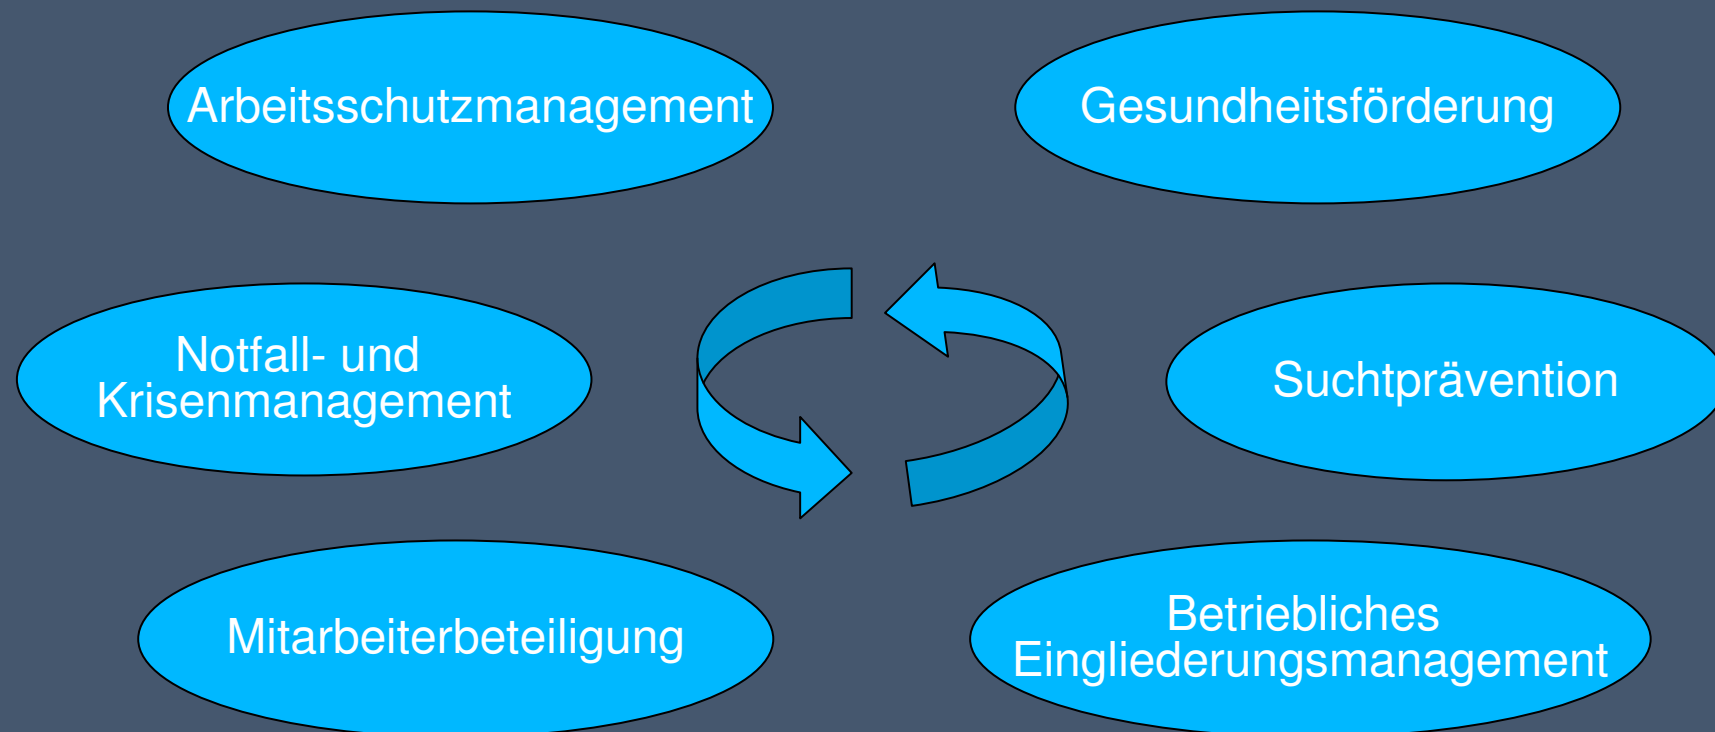 Arbeitsschutzmanagement
Gesundheitsförderung
Notfall- und
Krisenmanagement
Suchtprävention
Mitarbeiterbeteiligung
Betriebliches
Eingliederungsmanagement